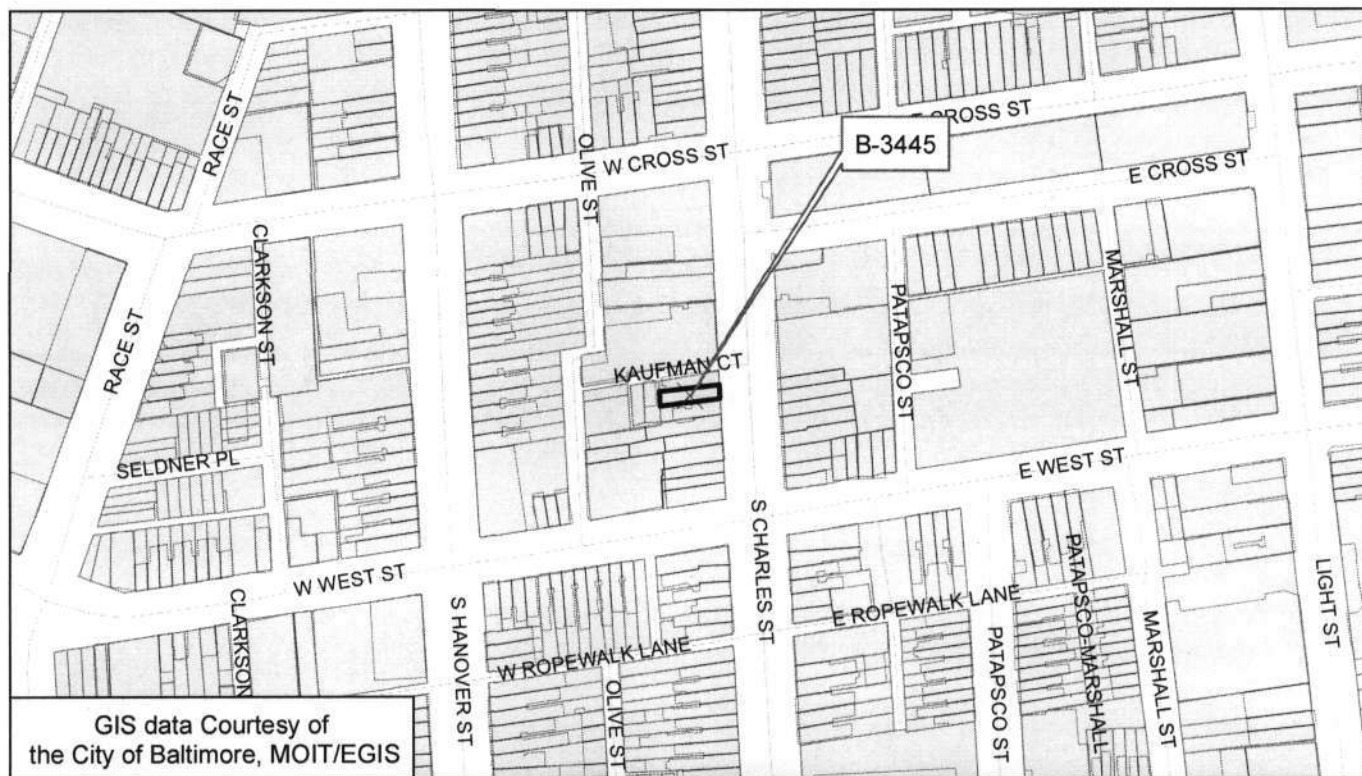 RACE ST
OLIVE ST
W CROSS ST
B-3445
CROSS ST
E CROSS ST
CLARKSON ST
RACE ST
KAUFMAN CT
PATAPSCO ST
MARSHALL ST
SELDNER PL
E WEST ST
S CHARLES ST
W WEST ST
S HANOVER ST
CLARKSON
W ROPEWALK LANE
E ROPEWALK LANE
OLIVE ST
PATAPSCO ST
PATAPSCO-MARSHALL
MARSHALL ST
LIGHT ST
GIS data Courtesy of
the City of Baltimore, MOIT/EGIS